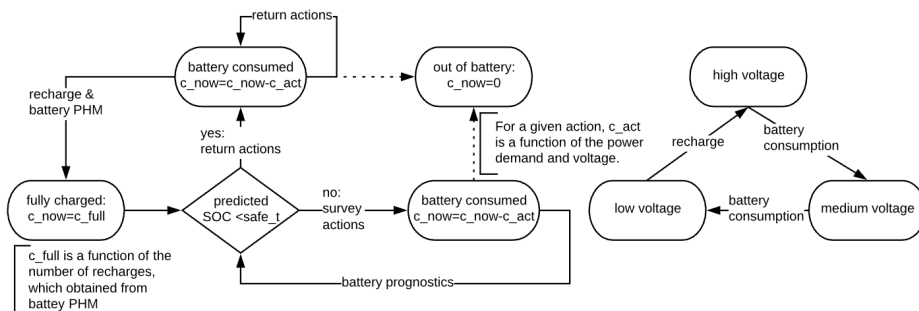 return actions
battery consumed
c_now=c_now-c_act
out of battery:
c_now=0
high voltage
recharge &
battery PHM
yes:
return actions
For a given action, c_act
is a function of the power
demand and voltage.
recharge
battery
consumption
fully charged:
c_now=c_full
predicted
SOC <safe_t
no:
survey
actions
battery consumed
c_now=c_now-c_act
low voltage
battery
consumption
medium voltage
c_full is a function of the
number of recharges,
which obtained from
battey PHM
battery prognostics